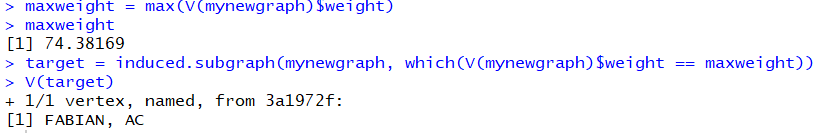 > maxweight = max(V(mynewgraph)$weight)
> maxweight
[1] 74.38169
> target = induced.subgraph(mynewgraph, which(V(mynewgraph)$weight == maxweight))
> V(target)
+ 1/1 vertex, named, from 3a1972f:
[1] FABIAN, AC